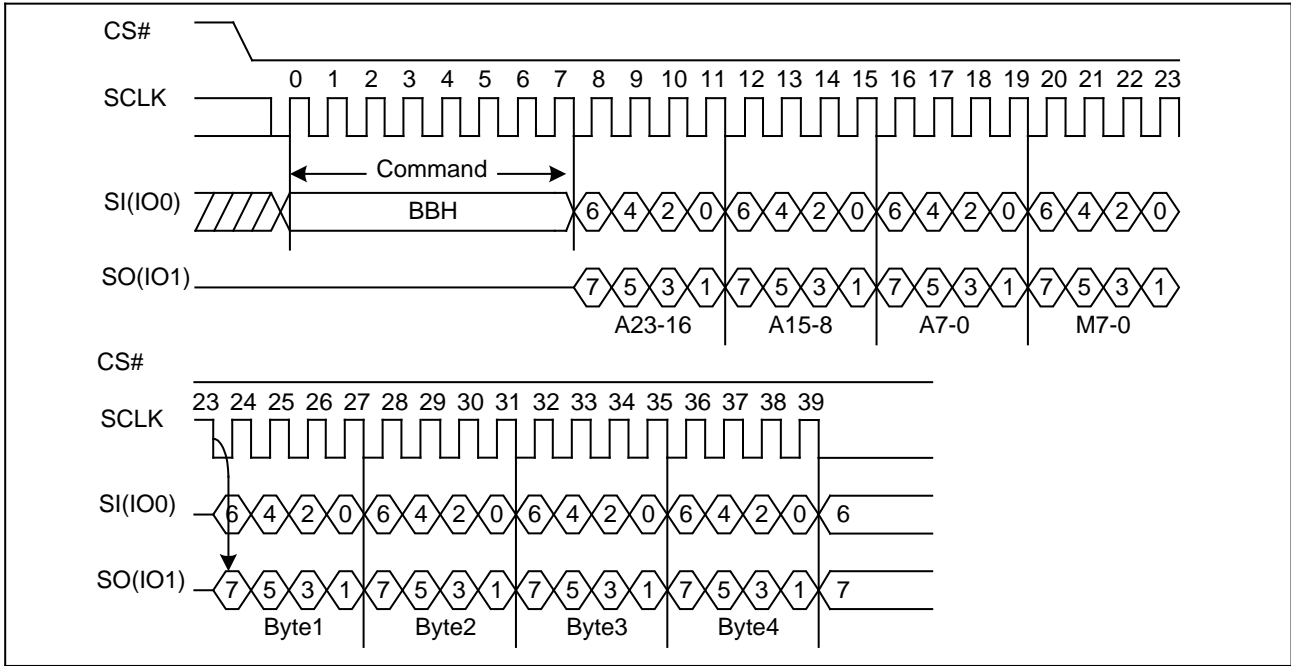 CS#
0 1 2 3 4 5 6 7 8 9 10 11 12 13 14 15 16 17 18 19 20 21 22 23
SCLK
Command
SI(IO0) BBH 6 4 2 0 6 4 2 0 6 4 2 0 6 4 2 0
SO(IO1) 7 5 3 1 7 5 3 1 7 5 3 1 7 5 3 1
A23-16 A15-8 A7-0 M7-0
CS#
23 24 25 26 27 28 29 30 31 32 33 34 35 36 37 38 39
SCLK
SI(IO0) 6 4 2 0 6 4 2 0 6 4 2 0 6 4 2 0 6
SO(IO1) 7 5 3 1 7 5 3 1 7 5 3 1 7 5 3 1 7
Byte1 Byte2 Byte3 Byte4